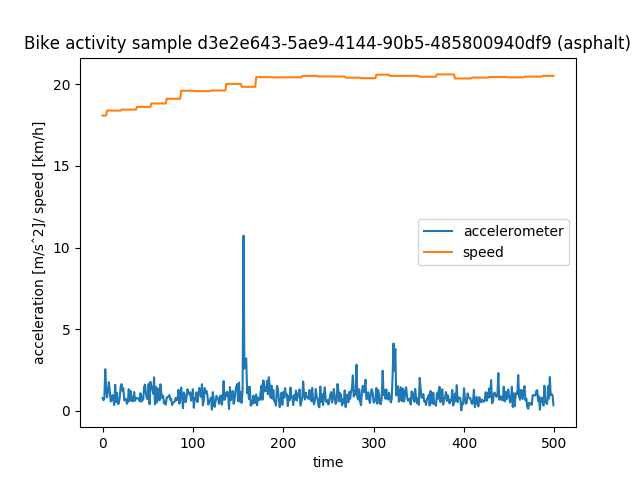 Bike activity sample d3e2e643-5ae9-4144-90b5-485800940df9 (asphalt)
acceleration [m/s^2]/ speed [km/h]
20
15
10
5
0
accelerometer
speed
0 100 200 300 400 500
time